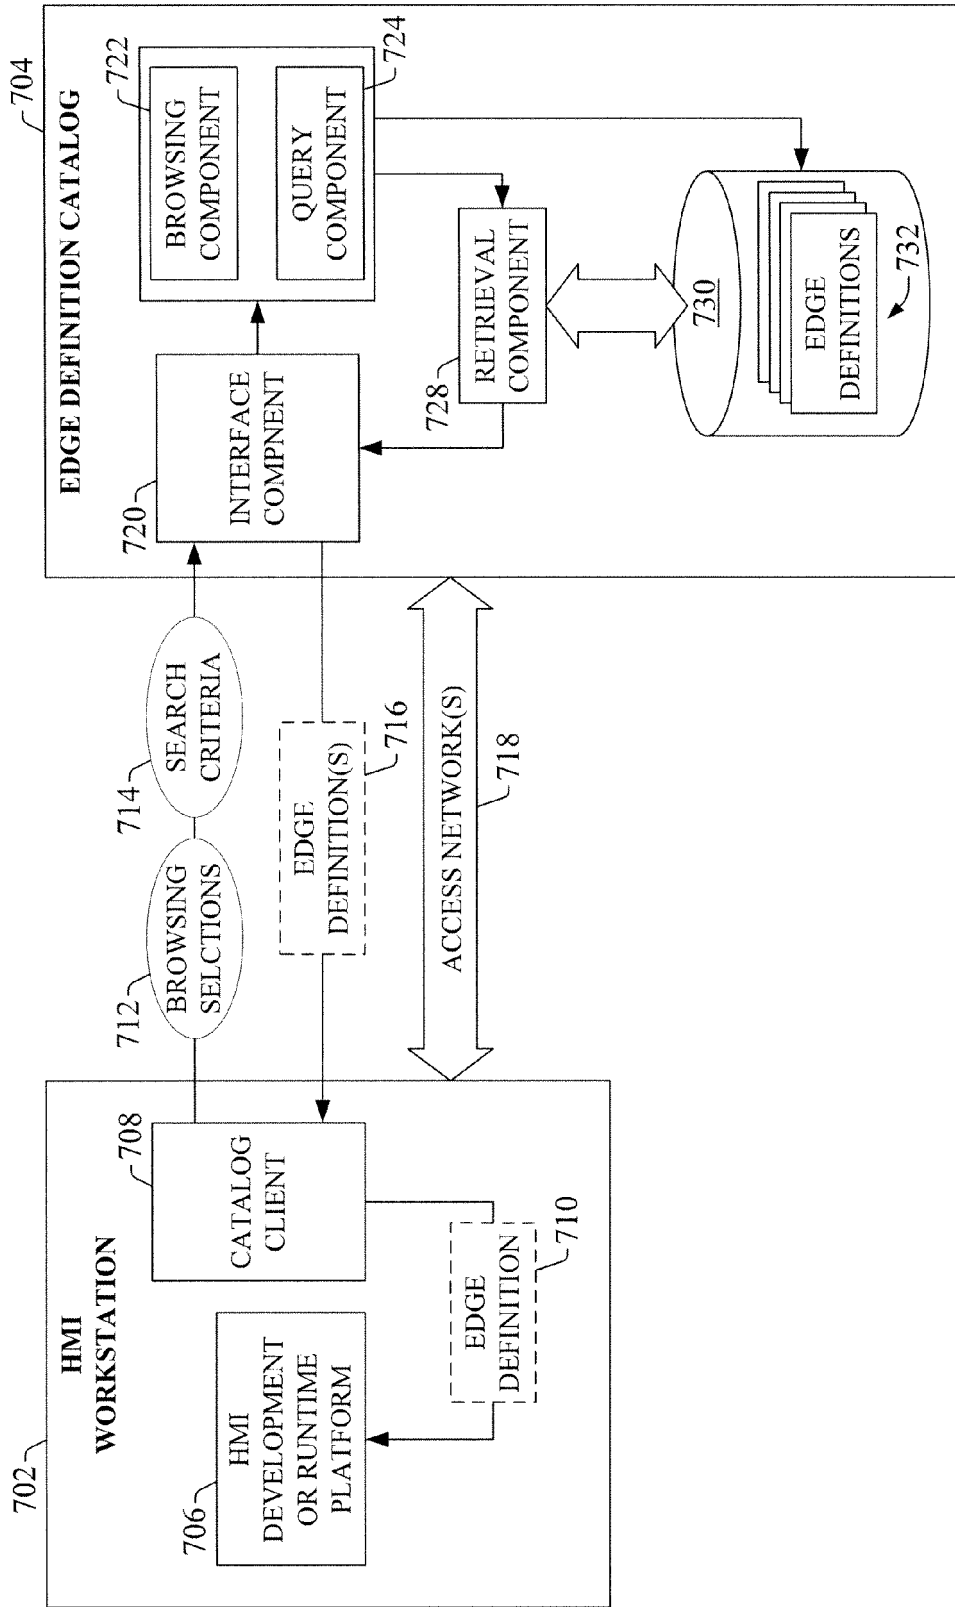 702
HMI
WORKSTATION
706
HMI
DEVELOPMENT
OR RUNTIME
PLATFORM
708
CATALOG
CLIENT
EDGE
DEFINITION
710
712
BROWSING
SELCTIONS
714
SEARCH
CRITERIA
EDGE
DEFINITION(S)
716
ACCESS NETWORK(S)
718
704
EDGE DEFINITION CATALOG
720
INTERFACE
COMPNENT
722
BROWSING
COMPONENT
724
QUERY
COMPONENT
728
RETRIEVAL
COMPONENT
730
EDGE
DEFINITIONS
732